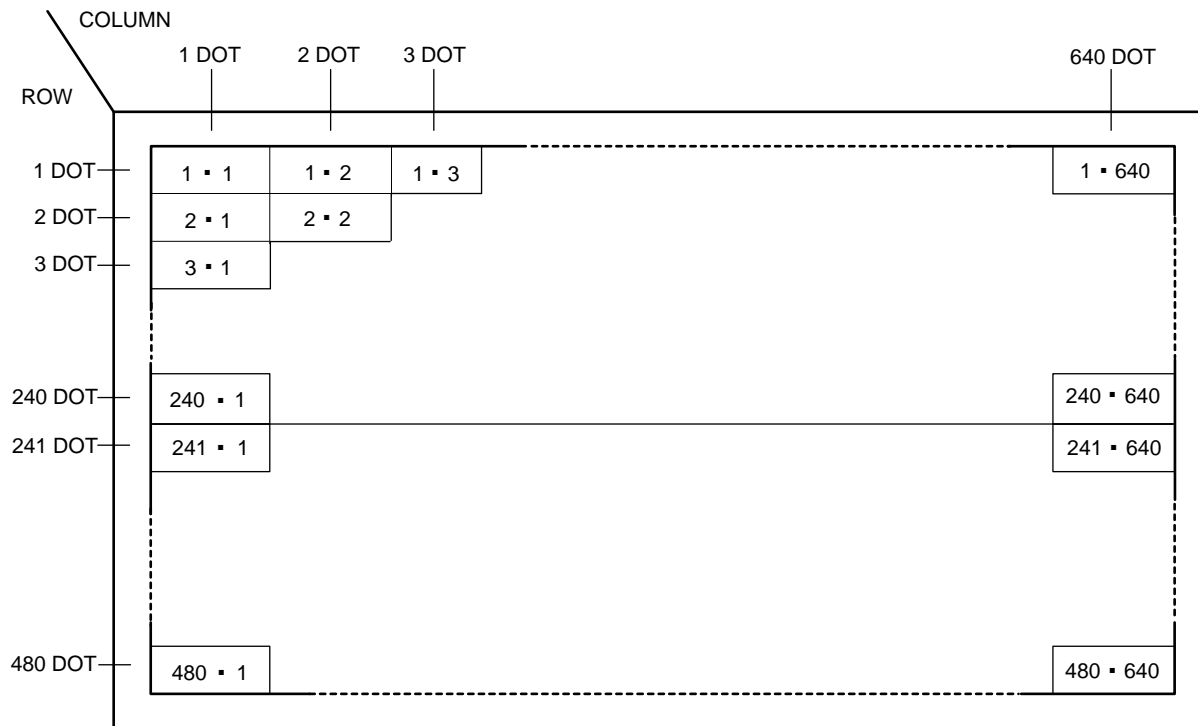 COLUMN
1 DOT 2 DOT 3 DOT 640 DOT
ROW
1 DOT 1 ▪ 1 1 ▪ 2 1 ▪ 3 1 ▪ 640
2 DOT 2 ▪ 1 2 ▪ 2
3 DOT 3 ▪ 1
240 DOT 240 ▪ 1 240 ▪ 640
241 DOT 241 ▪ 1 241 ▪ 640
480 DOT 480 ▪ 1 480 ▪ 640